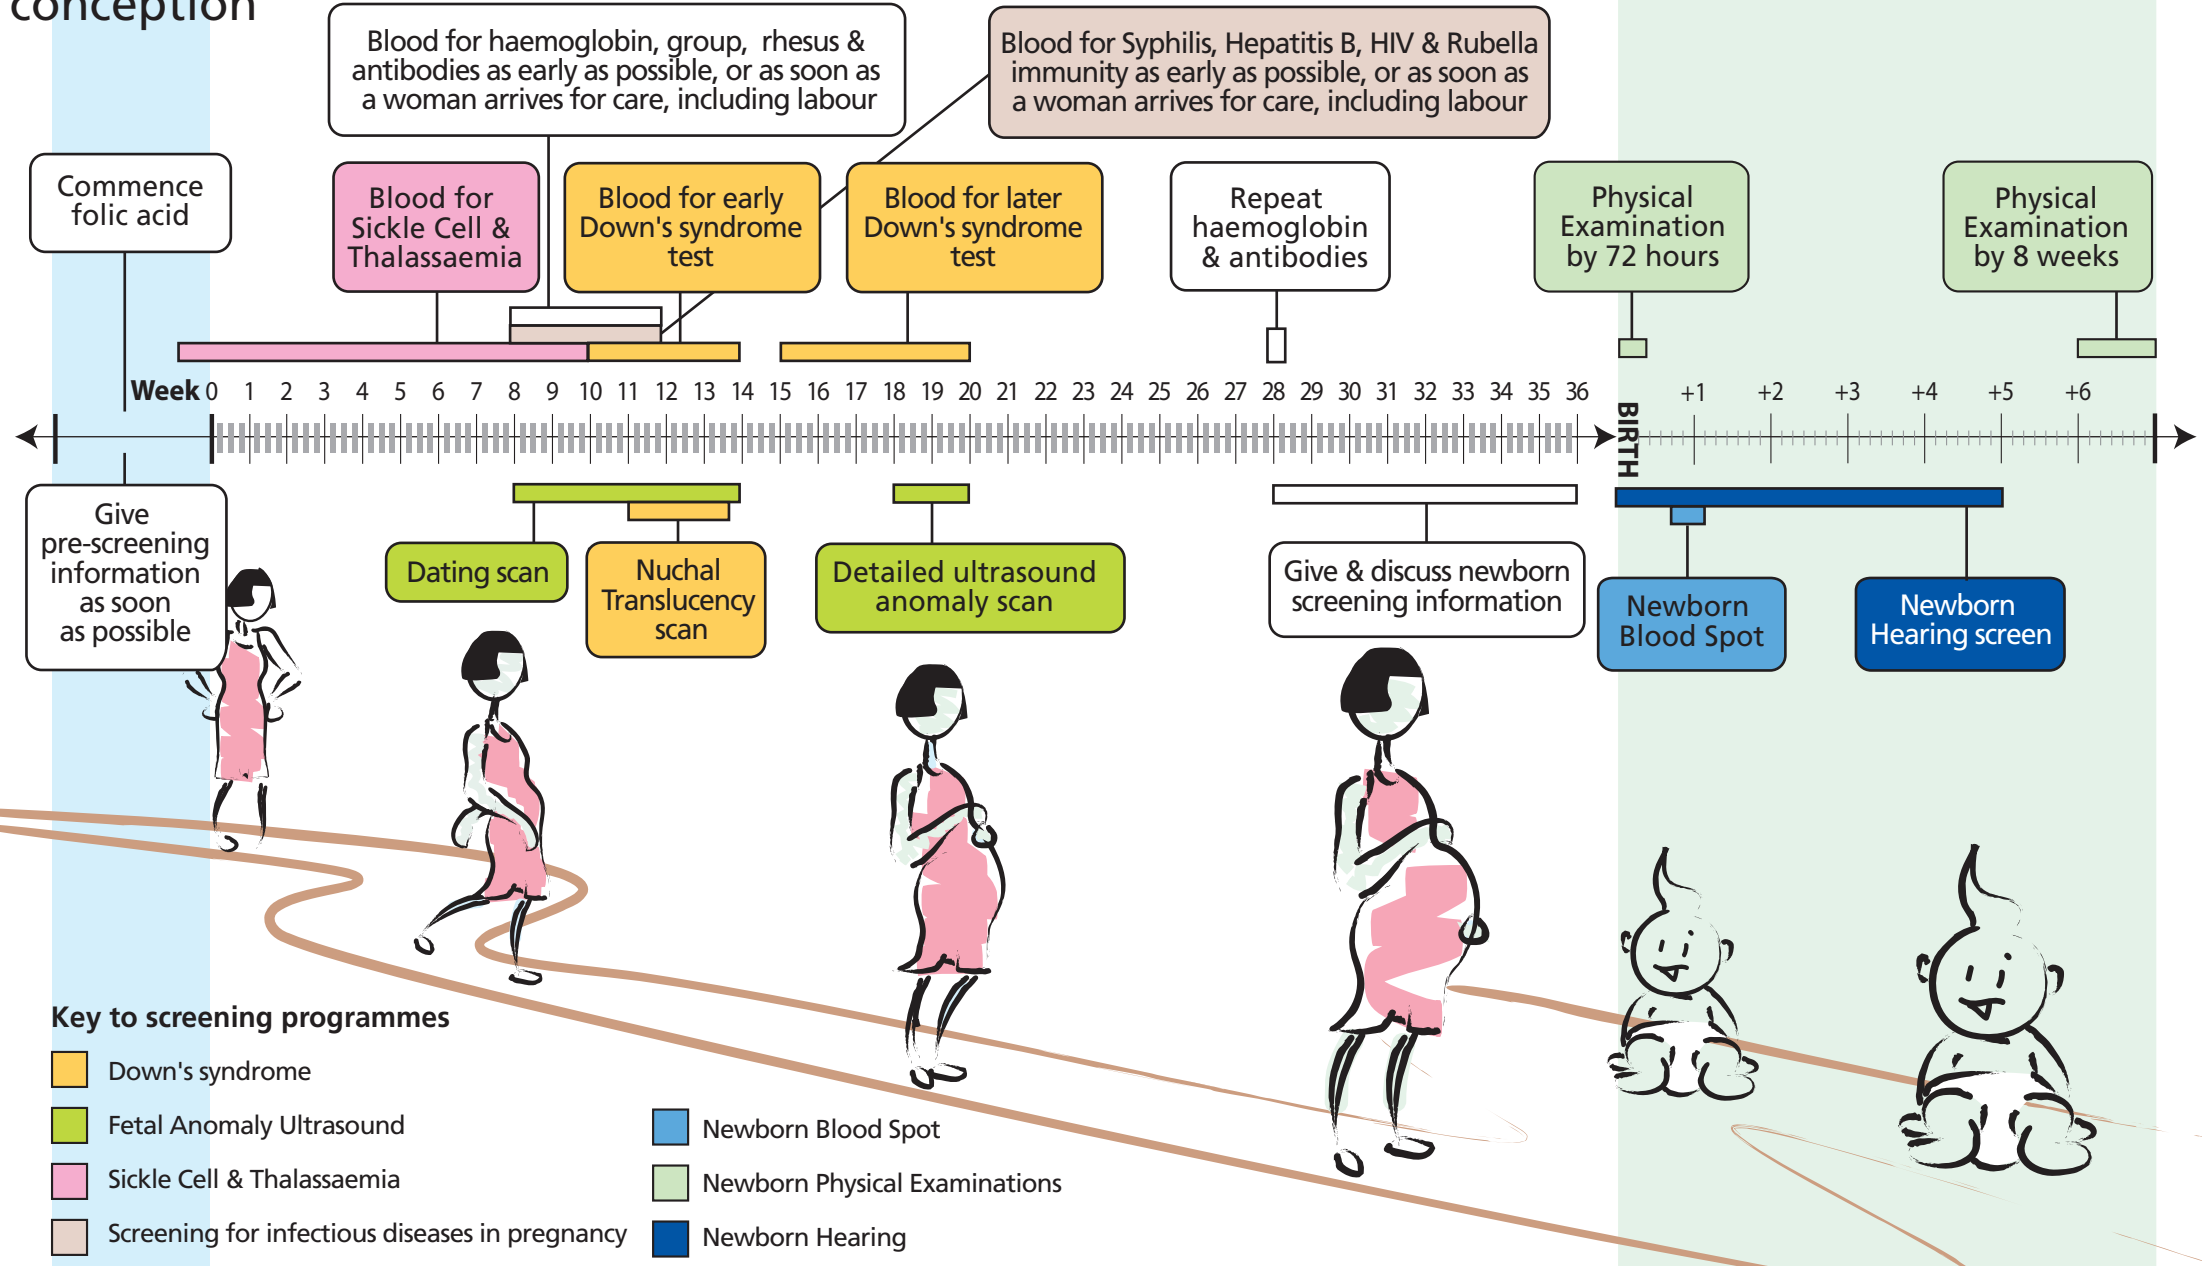 conception
Blood for haemoglobin, group, rhesus &
antibodies as early as possible, or as soon as
a woman arrives for care, including labour
Blood for Syphilis, Hepatitis B, HIV & Rubella
immunity as early as possible, or as soon as
a woman arrives for care, including labour
Commence
folic acid
Blood for
Sickle Cell &
Thalassaemia
Blood for early
Down's syndrome
test
Blood for later
Down's syndrome
test
Repeat
haemoglobin
& antibodies
Physical
Examination
by 72 hours
Physical
Examination
by 8 weeks
Week 0 1 2 3 4 5 6 7 8 9 10 11 12 13 14 15 16 17 18 19 20 21 22 23 24 25 26 27 28 29 30 31 32 33 34 35 36
BIRTH
+1 +2 +3 +4 +5 +6
Give
pre-screening
information
as soon
as possible
Dating scan
Nuchal
Translucency
scan
Detailed ultrasound
anomaly scan
Give & discuss newborn
screening information
Newborn
Blood Spot
Newborn
Hearing screen
Key to screening programmes
Down's syndrome
Fetal Anomaly Ultrasound
Sickle Cell & Thalassaemia
Screening for infectious diseases in pregnancy
Newborn Blood Spot
Newborn Physical Examinations
Newborn Hearing